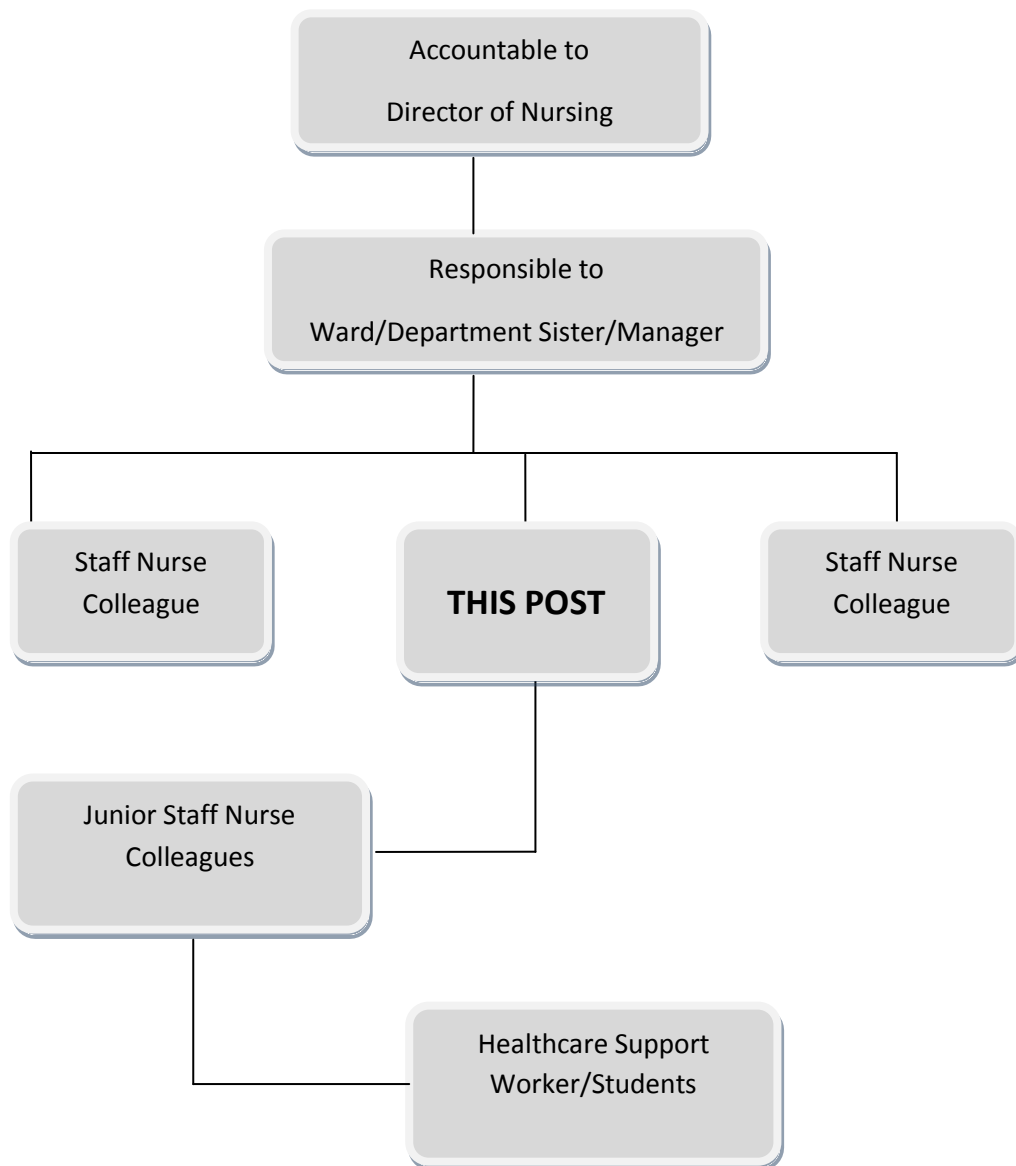 Accountable to
Director of Nursing
Responsible to
Ward/Department Sister/Manager
Staff Nurse
Colleague
THIS POST
Staff Nurse
Colleague
Junior Staff Nurse
Colleagues
Healthcare Support
Worker/Students